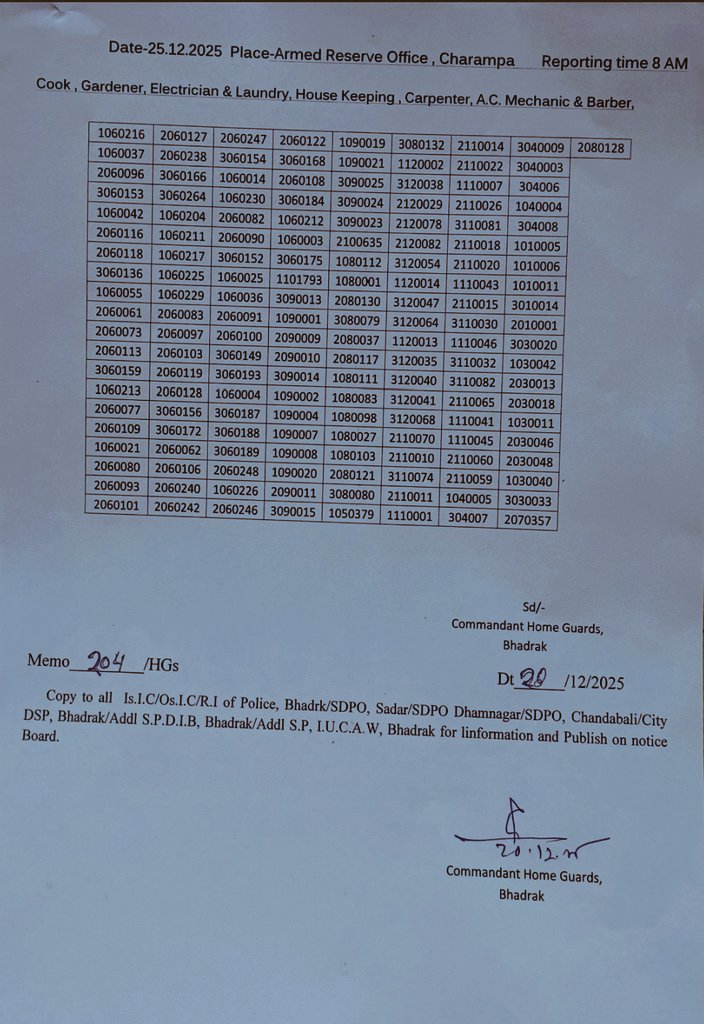 Date-25.12.2025 Place-Armed Reserve Office , Charampa Reporting time 8 AM
Cook , Gardener, Electrician & Laundry, House Keeping , Carpenter, A.C. Mechanic & Barber,
1060216 2060127 2060247 2060122 1090019 3080132 2110014 3040009 2080128
1060037 2060238 3060154 3060168 1090021 1120002 2110022 3040003
2060096 3060166 1060014 2060108 3090025 3120038 1110007 304006
3060153 3060264 1060230 3060184 3090024 2120029 2110026 1040004
1060042 1060204 2060082 1060212 3090023 2120078 3110081 304008
2060116 1060211 2060090 1060003 2100635 2120082 2110018 1010005
2060118 1060217 3060152 3060175 1080112 3120054 2110020 1010006
3060136 1060225 1060025 1101793 1080001 1120014 1110043 1010011
1060055 1060229 1060036 3090013 2080130 3120047 2110015 3010014
2060061 2060083 2060091 1090001 3080079 3120064 3110030 2010001
2060073 2060097 2060100 2090009 2080037 1120013 1110046 3030020
2060113 2060103 3060149 2090010 2080117 3120035 3110032 1030042
3060159 2060119 3060193 3090014 1080111 3120040 3110082 2030013
1060213 2060128 1060004 1090002 1080083 3120041 2110065 2030018
2060077 3060156 3060187 1090004 1080098 3120068 1110041 1030011
2060109 3060172 3060188 1090007 1080027 2110070 1110045 2030046
1060021 2060062 3060189 1090008 1080103 2110010 2110060 2030048
2060080 2060106 2060248 1090020 2080121 3110074 2110059 1030040
2060093 2060240 1060226 2090011 3080080 2110011 1040005 3030033
2060101 2060242 2060246 3090015 1050379 1110001 304007 2070357
Sd/-
Commandant Home Guards,
Bhadrak
Memo 204 /HGs
Dt 20 /12/2025
Copy to all Is.I.C/Os.I.C/R.I of Police, Bhadrk/SDPO, Sadar/SDPO Dhamnagar/SDPO, Chandabali/City
DSP, Bhadrak/Addl S.P.D.I.B, Bhadrak/Addl S.P, I.U.C.A.W, Bhadrak for linformation and Publish on notice
Board.
20.12.25
Commandant Home Guards,
Bhadrak